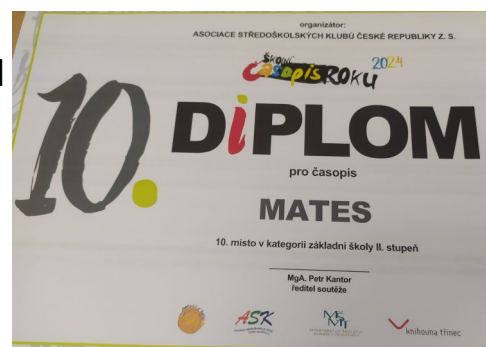 organizátor:
ASOCIACE STŘEDOŠKOLSKÝCH KLUBŮ ČESKÉ REPUBLIKY Z. S.
ŠKOLNÍ
časopis ROKU 2024
10.
DiPLOM
pro časopis
MATES
10. místo v kategorii základní školy II. stupeň
MgA. Petr Kantor
ředitel soutěže
ASK
knihovna třinec